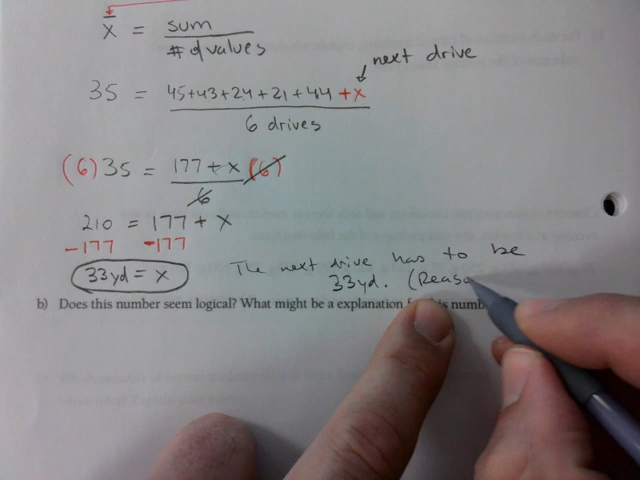 x̄ = sum / # of values
next drive
35 = 45+43+24+21+44+x / 6 drives
(6)35 = 177+x / 6 (6)
210 = 177 + x
-177 -177
33yd = x
The next drive has to be
33yd. (Reaso
b) Does this number seem logical? What might be a explanation